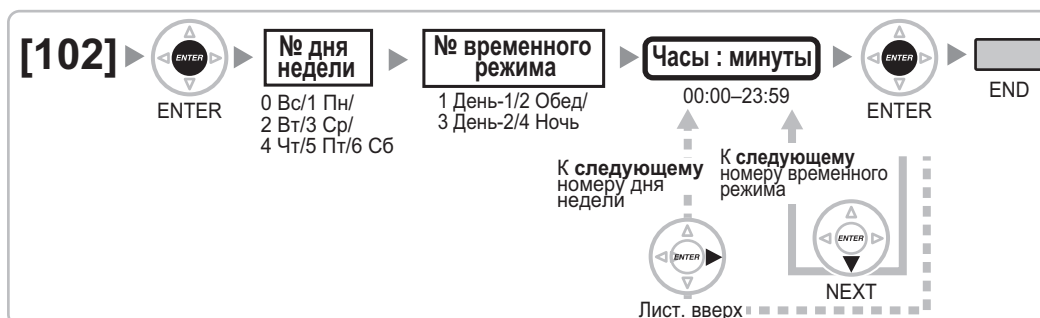 [102]
ENTER
ENTER
№ дня
недели
0 Вс/1 Пн/
2 Вт/3 Ср/
4 Чт/5 Пт/6 Сб
№ временного
режима
1 День-1/2 Обед/
3 День-2/4 Ночь
Часы : минуты
00:00–23:59
ENTER
ENTER
END
К следующему
номеру дня
недели
ENTER
Лист. вверх
К следующему
номеру временного
режима
ENTER
NEXT